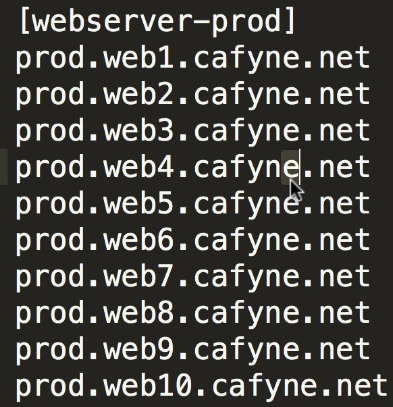 [webserver-prod]
prod.web1.cafyne.net
prod.web2.cafyne.net
prod.web3.cafyne.net
prod.web4.cafyne.net
prod.web5.cafyne.net
prod.web6.cafyne.net
prod.web7.cafyne.net
prod.web8.cafyne.net
prod.web9.cafyne.net
prod.web10.cafyne.net